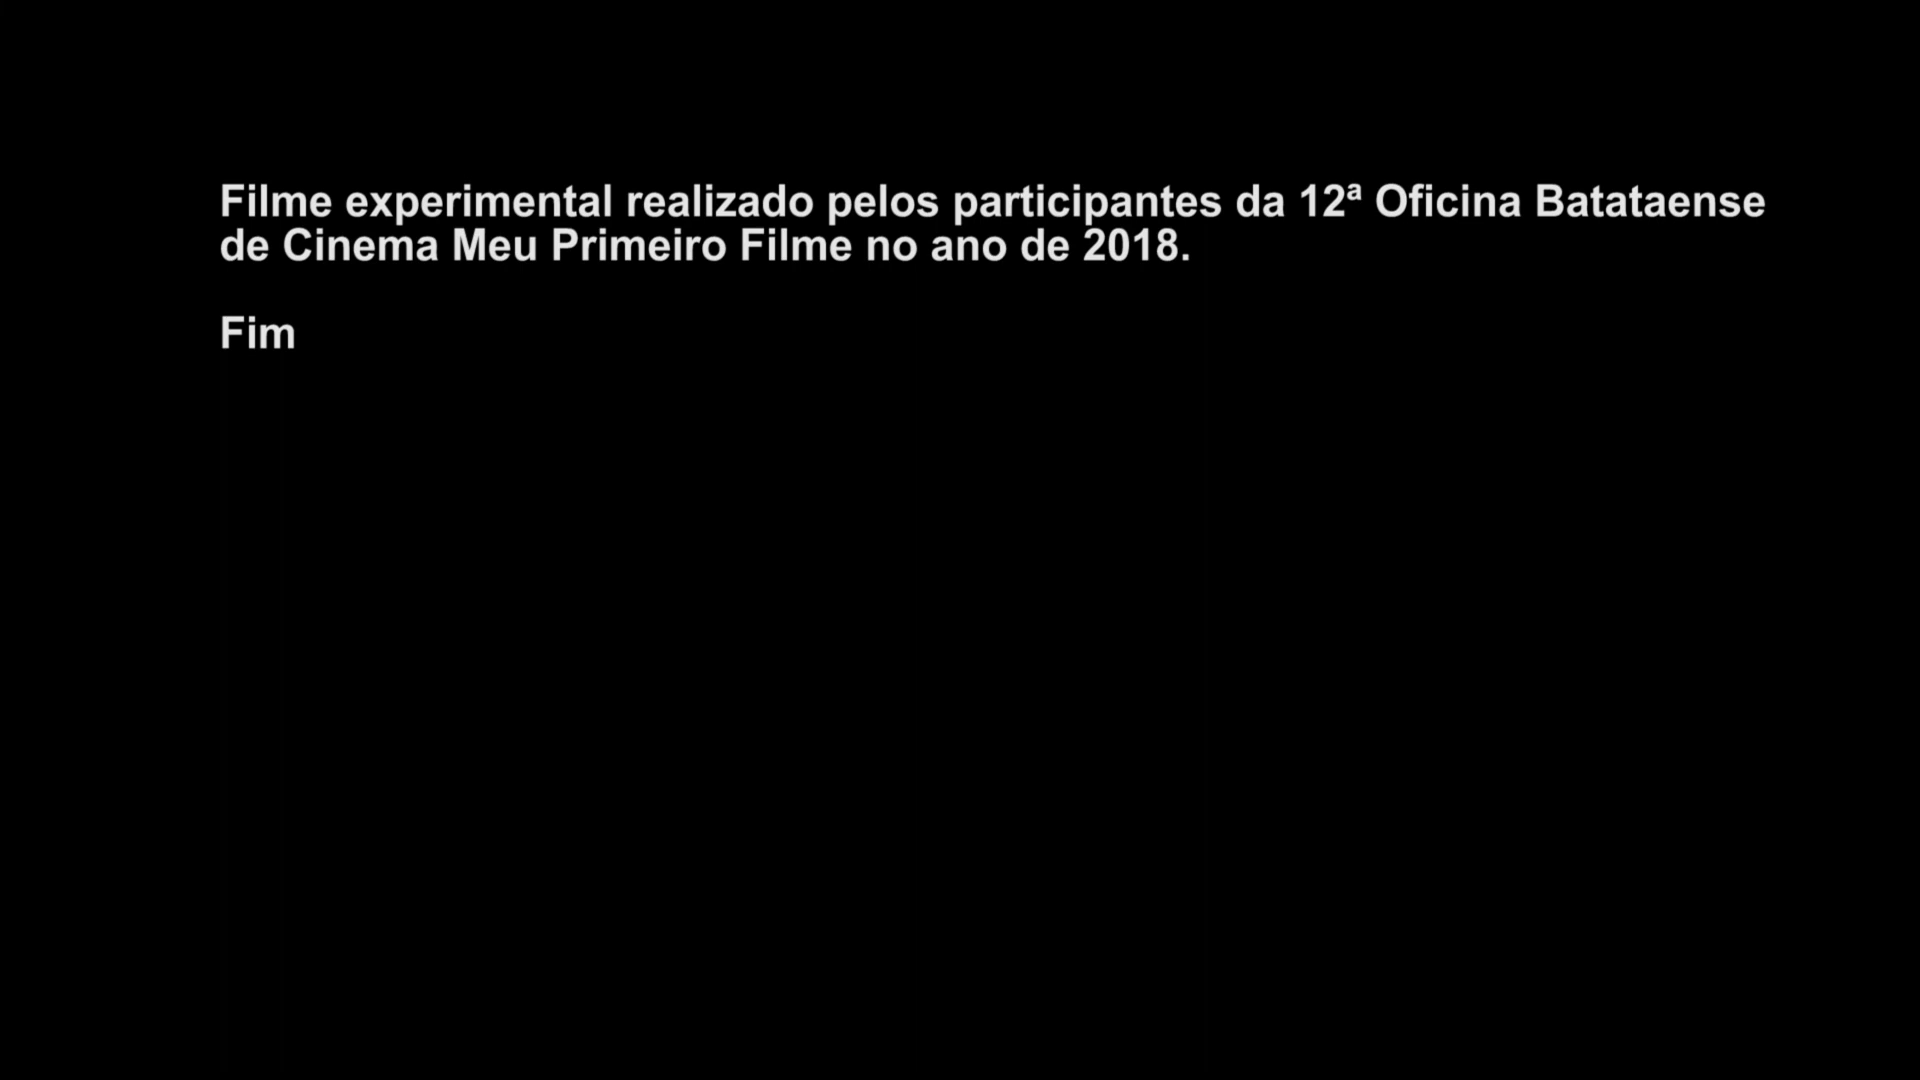 Filme experimental realizado pelos participantes da 12ª Oficina Batataense
de Cinema Meu Primeiro Filme no ano de 2018.
Fim